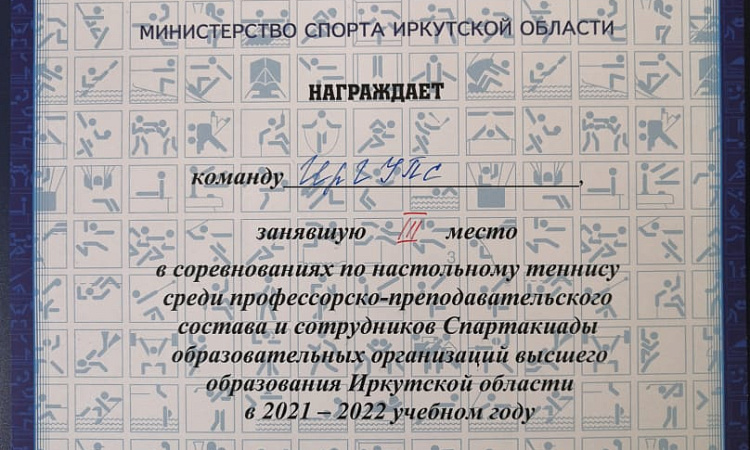 МИНИСТЕРСТВО СПОРТА ИРКУТСКОЙ ОБЛАСТИ
НАГРАЖДАЕТ
команду ИрГУПС,
занявшую III место
в соревнованиях по настольному теннису
среди профессорско-преподавательского
состава и сотрудников Спартакиады
образовательных организаций высшего
образования Иркутской области
в 2021 – 2022 учебном году